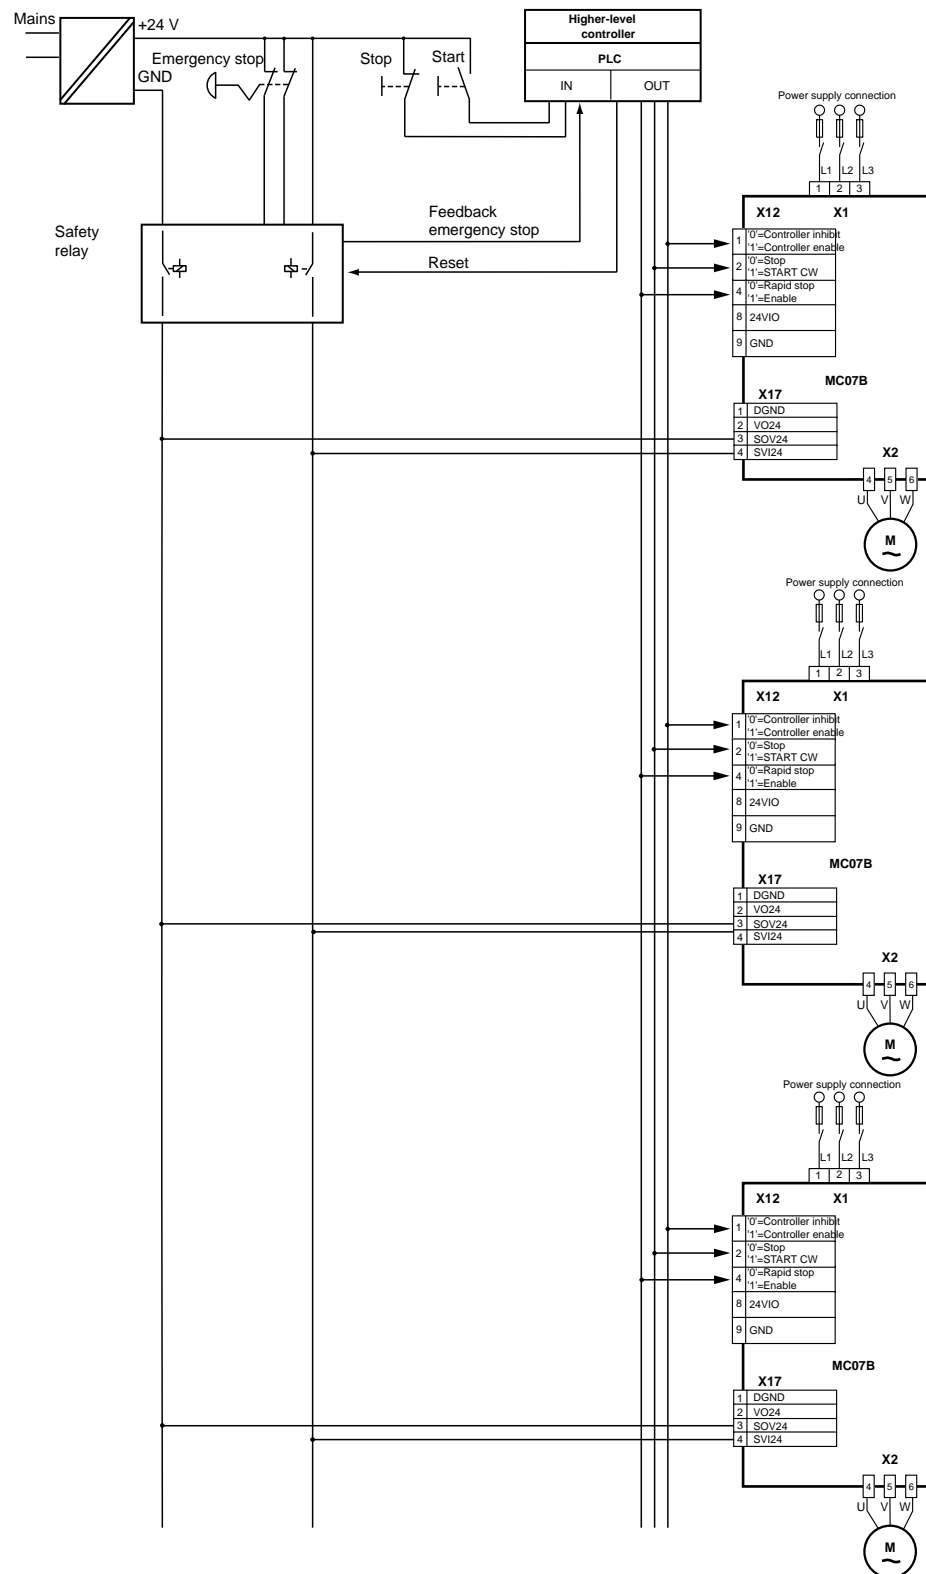 Mains
+24 V
GND
Emergency stop
Stop
Start
Higher-level
controller
PLC
IN
OUT
Safety
relay
Feedback
emergency stop
Reset
Power supply connection
L1
L2
L3
1
2
3
X12
X1
1
'0'=Controller inhibit
'1'=Controller enable
2
'0'=Stop
'1'=START CW
4
'0'=Rapid stop
'1'=Enable
8
24VIO
9
GND
MC07B
X17
1
DGND
2
VO24
3
SOV24
4
SVI24
X2
4
5
6
U
V
W
M
Power supply connection
L1
L2
L3
1
2
3
X12
X1
1
'0'=Controller inhibit
'1'=Controller enable
2
'0'=Stop
'1'=START CW
4
'0'=Rapid stop
'1'=Enable
8
24VIO
9
GND
MC07B
X17
1
DGND
2
VO24
3
SOV24
4
SVI24
X2
4
5
6
U
V
W
M
Power supply connection
L1
L2
L3
1
2
3
X12
X1
1
'0'=Controller inhibit
'1'=Controller enable
2
'0'=Stop
'1'=START CW
4
'0'=Rapid stop
'1'=Enable
8
24VIO
9
GND
MC07B
X17
1
DGND
2
VO24
3
SOV24
4
SVI24
X2
4
5
6
U
V
W
M